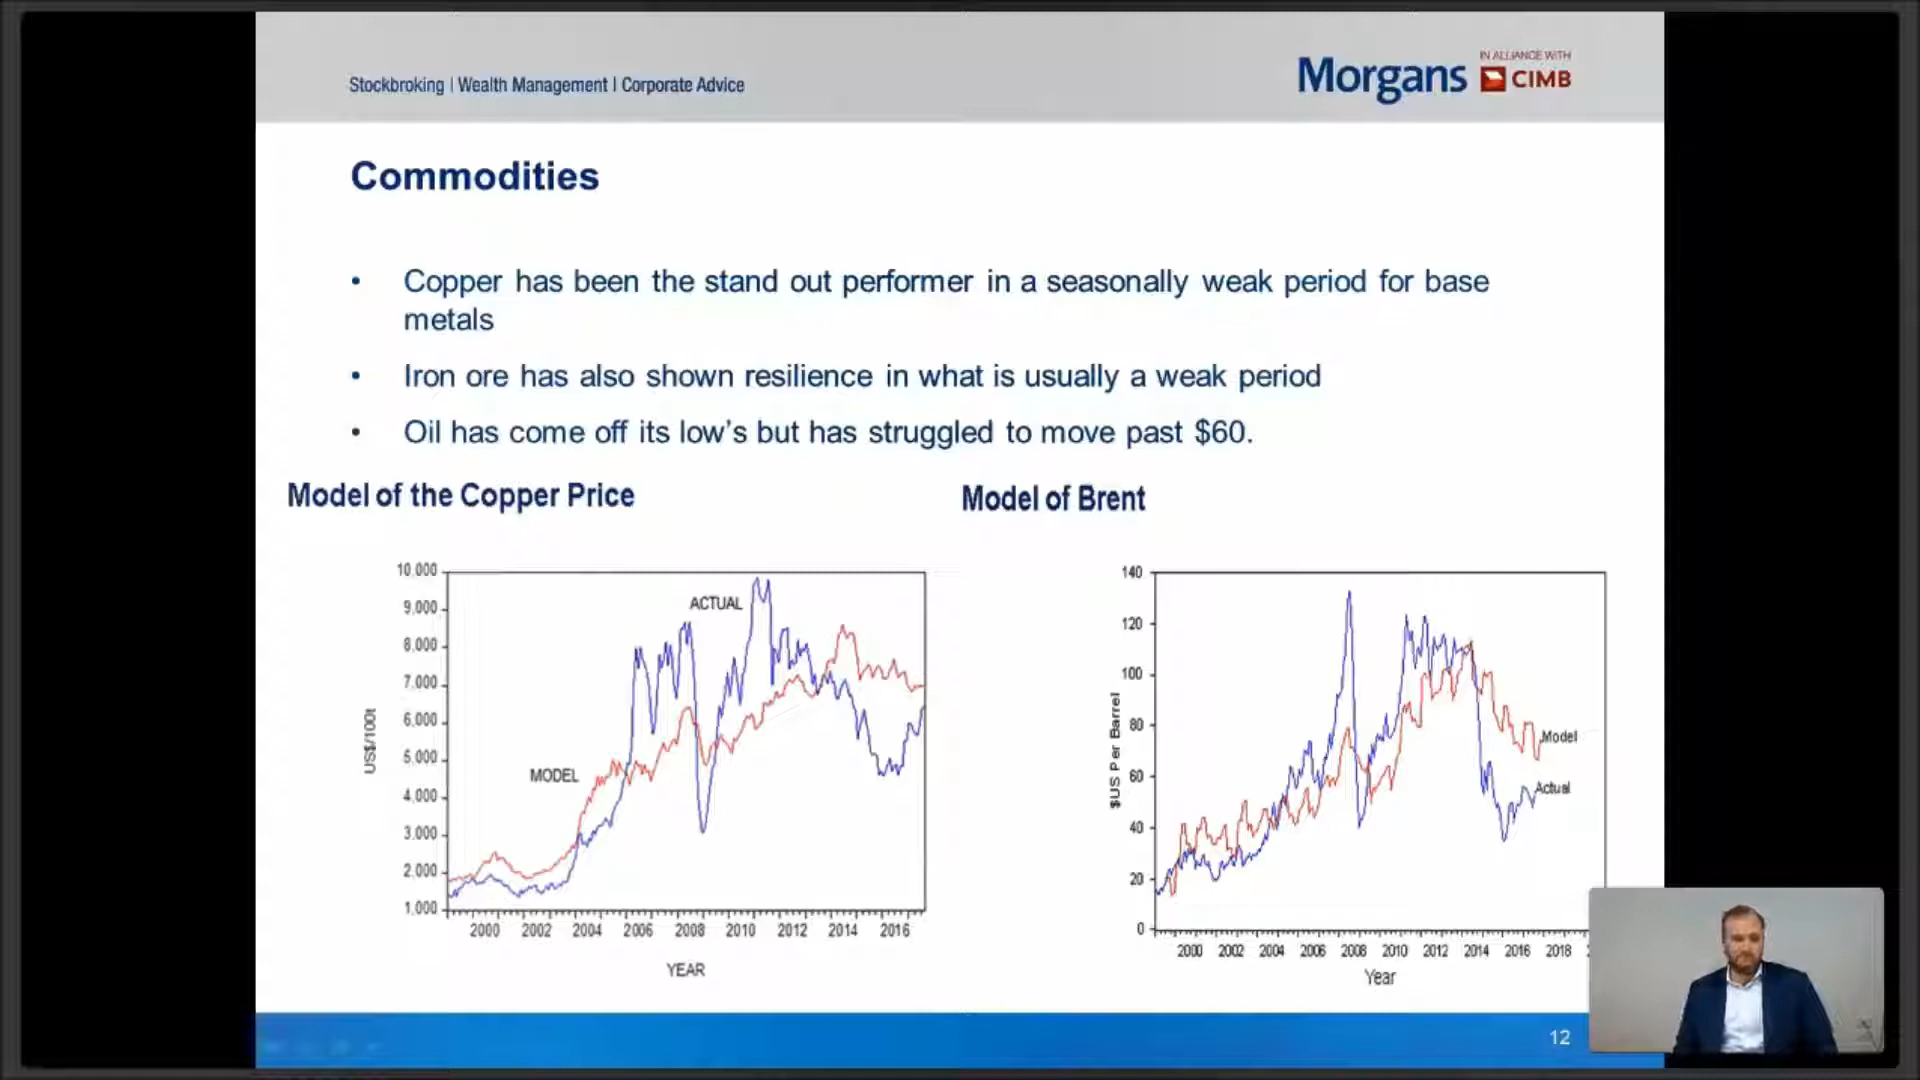 Stockbroking | Wealth Management | Corporate Advice
Morgans
IN ALLIANCE WITH
CIMB
Commodities
• Copper has been the stand out performer in a seasonally weak period for base
metals
• Iron ore has also shown resilience in what is usually a weak period
• Oil has come off its low’s but has struggled to move past $60.
Model of the Copper Price
10.000
9.000
8.000
7.000
6.000
5.000
4.000
3.000
2.000
1.000
US$/100t
ACTUAL
MODEL
2000 2002 2004 2006 2008 2010 2012 2014 2016
YEAR
Model of Brent
140
120
100
80
60
40
20
0
$US Per Barrel
Model
Actual
2000 2002 2004 2006 2008 2010 2012 2014 2016 2018
Year
12